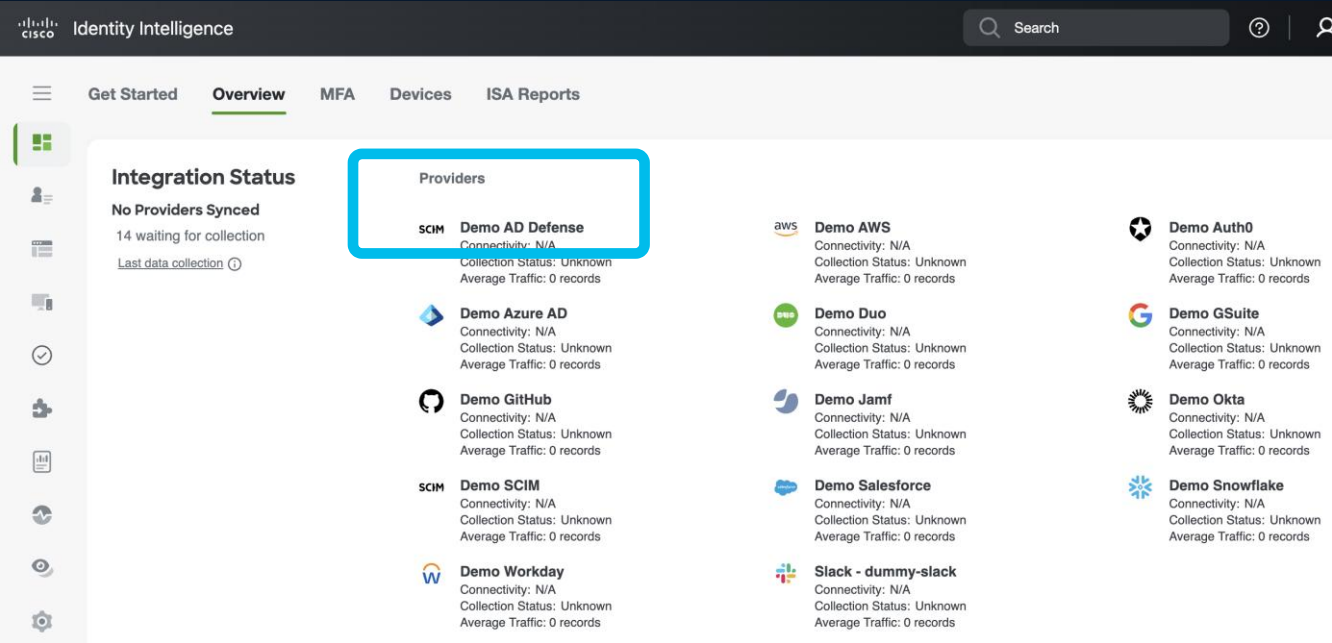 CISCO Identity Intelligence
Search
Get Started Overview MFA Devices ISA Reports
Integration Status
No Providers Synced
14 waiting for collection
Last data collection
Providers
SCIM Demo AD Defense
Connectivity: N/A
Collection Status: Unknown
Average Traffic: 0 records
aws Demo AWS
Connectivity: N/A
Collection Status: Unknown
Average Traffic: 0 records
Demo Auth0
Connectivity: N/A
Collection Status: Unknown
Average Traffic: 0 records
Demo Azure AD
Connectivity: N/A
Collection Status: Unknown
Average Traffic: 0 records
DUO Demo Duo
Connectivity: N/A
Collection Status: Unknown
Average Traffic: 0 records
Demo GSuite
Connectivity: N/A
Collection Status: Unknown
Average Traffic: 0 records
Demo GitHub
Connectivity: N/A
Collection Status: Unknown
Average Traffic: 0 records
Demo Jamf
Connectivity: N/A
Collection Status: Unknown
Average Traffic: 0 records
Demo Okta
Connectivity: N/A
Collection Status: Unknown
Average Traffic: 0 records
SCIM Demo SCIM
Connectivity: N/A
Collection Status: Unknown
Average Traffic: 0 records
Demo Salesforce
Connectivity: N/A
Collection Status: Unknown
Average Traffic: 0 records
Demo Snowflake
Connectivity: N/A
Collection Status: Unknown
Average Traffic: 0 records
Demo Workday
Connectivity: N/A
Collection Status: Unknown
Average Traffic: 0 records
Slack - dummy-slack
Connectivity: N/A
Collection Status: Unknown
Average Traffic: 0 records